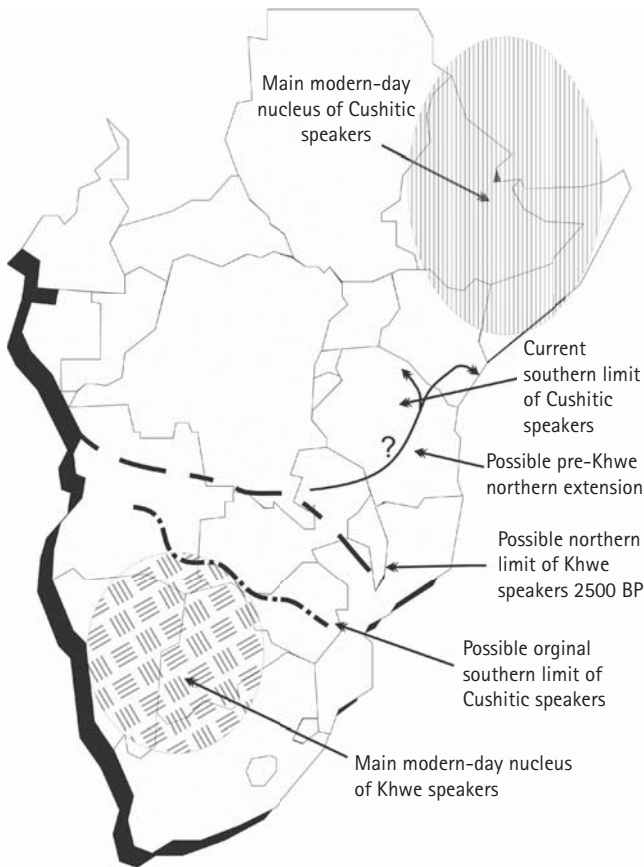 Main modern-day
nucleus of Cushitic
speakers
Current
southern limit
of Cushitic
speakers
?
Possible pre-Khwe
northern extension
Possible northern
limit of Khwe
speakers 2500 BP
Possible orginal
southern limit of
Cushitic speakers
Main modern-day nucleus
of Khwe speakers